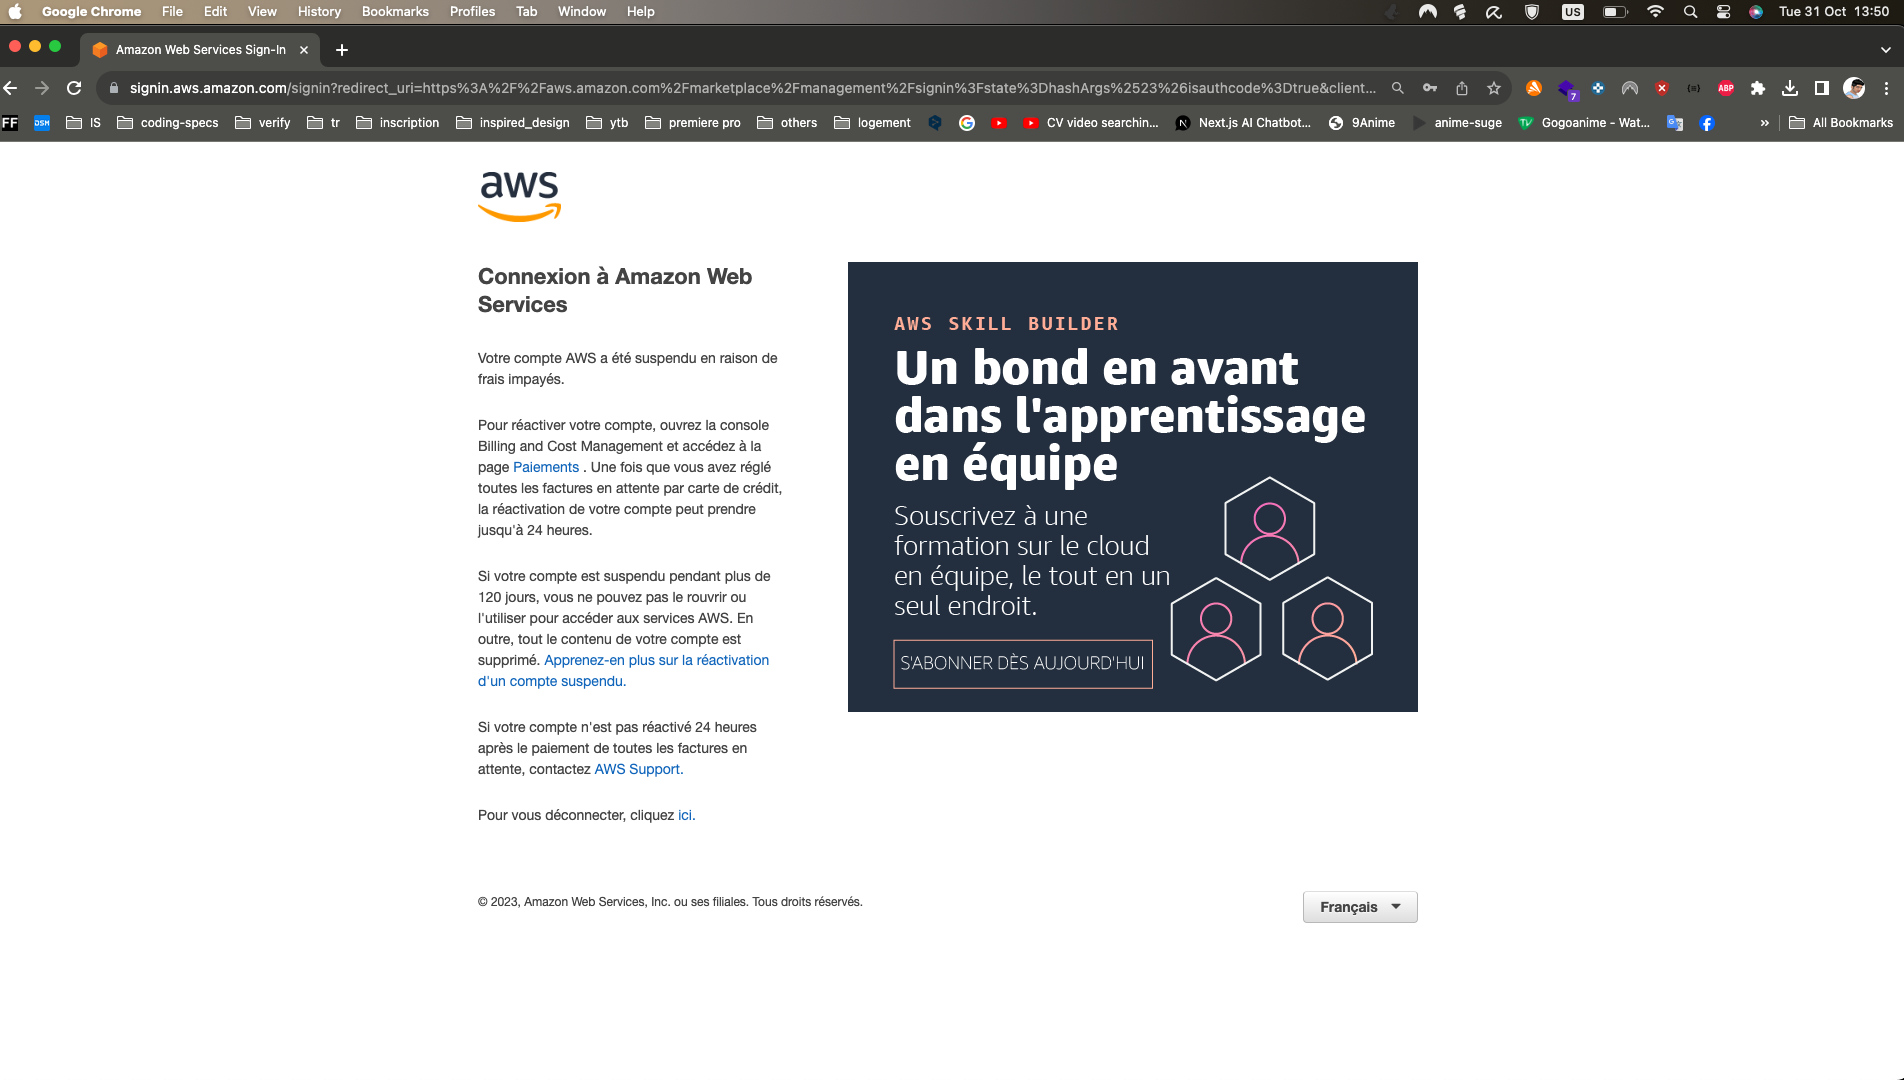 Google Chrome File Edit View History Bookmarks Profiles Tab Window Help US Tue 31 Oct 13:50
Amazon Web Services Sign-In
signin.aws.amazon.com/signin?redirect_uri=https%3A%2F%2Faws.amazon.com%2Fmarketplace%2Fmanagement%2Fsignin%3Fstate%3DhashArgs%2523%26isauthcode%3Dtrue&client... 7 ABP
FF DSM IS coding-specs verify tr inscription inspired_design ytb premiere pro others logement CV video searchin... Next.js AI Chatbot... 9Anime anime-suge Gogoanime - Wat... » All Bookmarks
aws
Connexion à Amazon Web
Services
Votre compte AWS a été suspendu en raison de
frais impayés.
Pour réactiver votre compte, ouvrez la console
Billing and Cost Management et accédez à la
page Paiements . Une fois que vous avez réglé
toutes les factures en attente par carte de crédit,
la réactivation de votre compte peut prendre
jusqu'à 24 heures.
Si votre compte est suspendu pendant plus de
120 jours, vous ne pouvez pas le rouvrir ou
l'utiliser pour accéder aux services AWS. En
outre, tout le contenu de votre compte est
supprimé. Apprenez-en plus sur la réactivation
d'un compte suspendu.
Si votre compte n'est pas réactivé 24 heures
après le paiement de toutes les factures en
attente, contactez AWS Support.
Pour vous déconnecter, cliquez ici.
AWS SKILL BUILDER
Un bond en avant
dans l'apprentissage
en équipe
Souscrivez à une
formation sur le cloud
en équipe, le tout en un
seul endroit.
S'ABONNER DÈS AUJOURD'HUI
© 2023, Amazon Web Services, Inc. ou ses filiales. Tous droits réservés.
Français